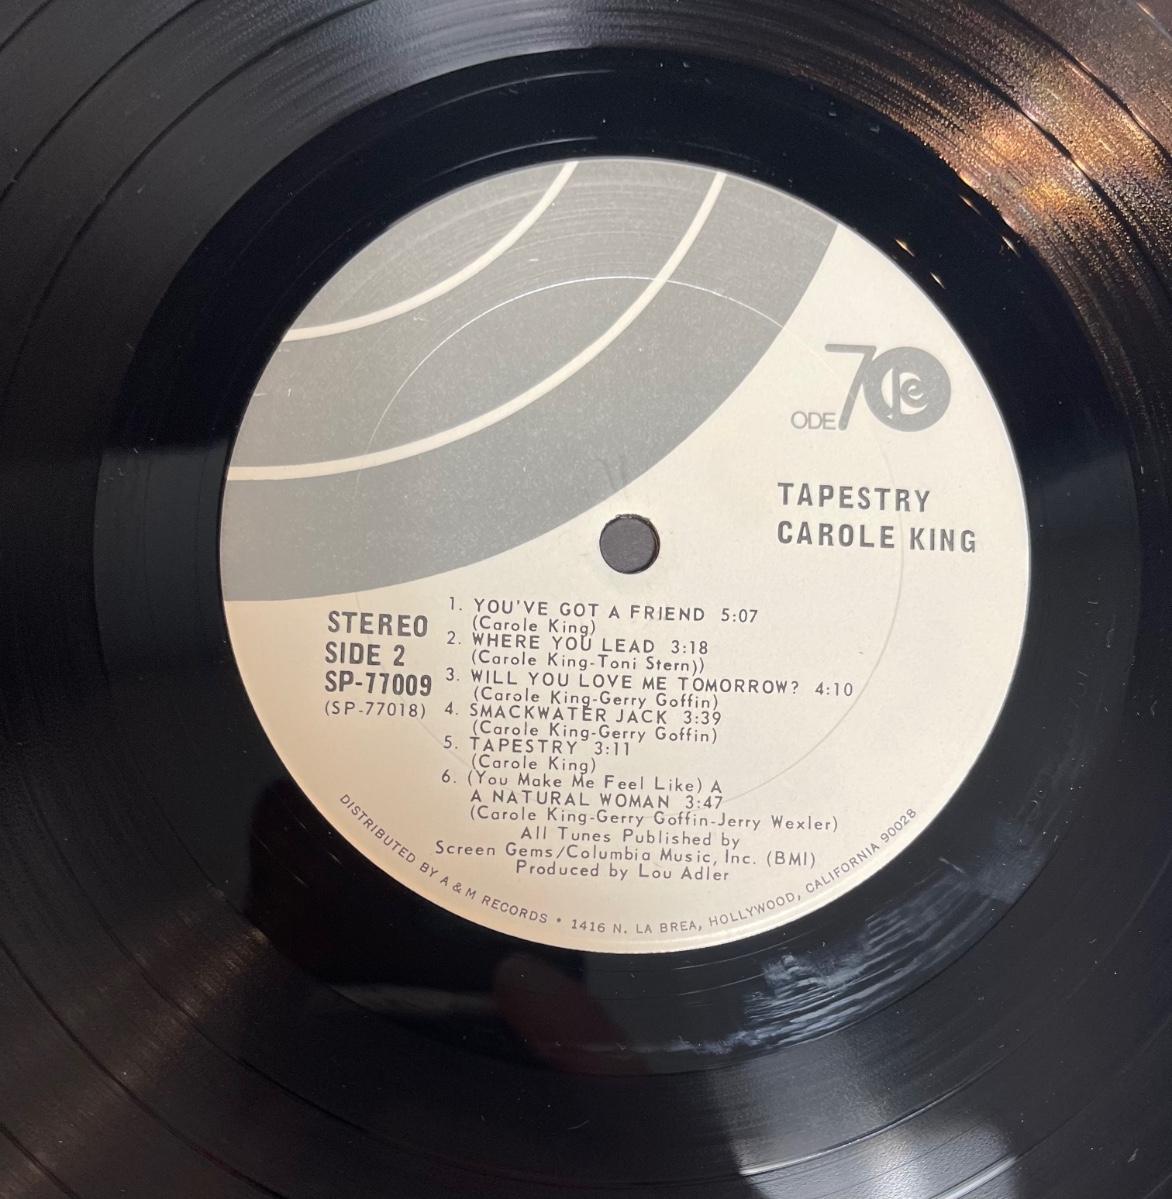 ODE 70
TAPESTRY
CAROLE KING
STEREO
SIDE 2
SP-77009
(SP-77018)
1. YOU'VE GOT A FRIEND 5:07
(Carole King)
2. WHERE YOU LEAD 3:18
(Carole King-Toni Stern))
3. WILL YOU LOVE ME TOMORROW? 4:10
(Carole King-Gerry Goffin)
4. SMACKWATER JACK 3:39
(Carole King-Gerry Goffin)
5. TAPESTRY 3:11
(Carole King)
6. (You Make Me Feel Like) A
A NATURAL WOMAN 3:47
(Carole King-Gerry Goffin-Jerry Wexler)
All Tunes Published by
Screen Gems/Columbia Music, Inc. (BMI)
Produced by Lou Adler
DISTRIBUTED BY A & M RECORDS • 1416 N. LA BREA, HOLLYWOOD, CALIFORNIA 90028